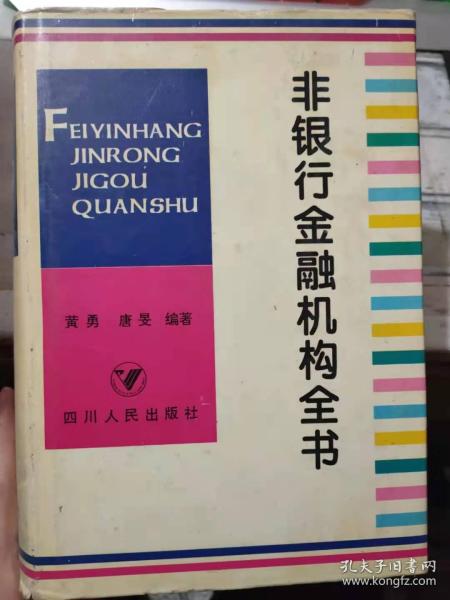 FEIYINHANG
JINRONG
JIGOU
QUANSHU
非银行金融机构全书
黄勇 唐旻 编著
四川人民出版社
孔夫子旧书网
www.kongfz.com